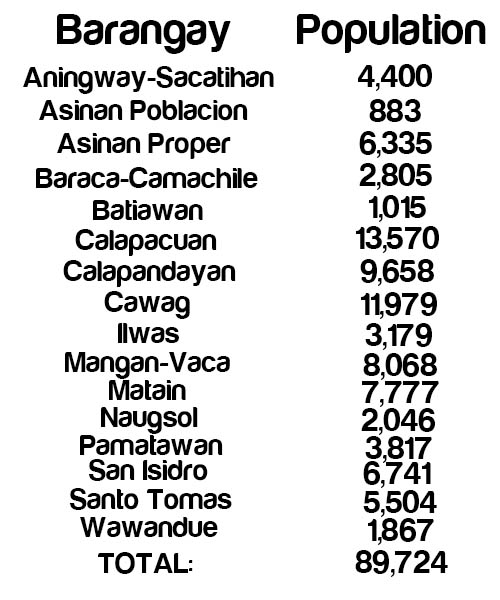 Barangay Population
Aningway-Sacatihan 4,400
Asinan Poblacion 883
Asinan Proper 6,335
Baraca-Camachile 2,805
Batiawan 1,015
Calapacuan 13,570
Calapandayan 9,658
Cawag 11,979
Ilwas 3,179
Mangan-Vaca 8,068
Matain 7,777
Naugsol 2,046
Pamatawan 3,817
San Isidro 6,741
Santo Tomas 5,504
Wawandue 1,867
TOTAL: 89,724